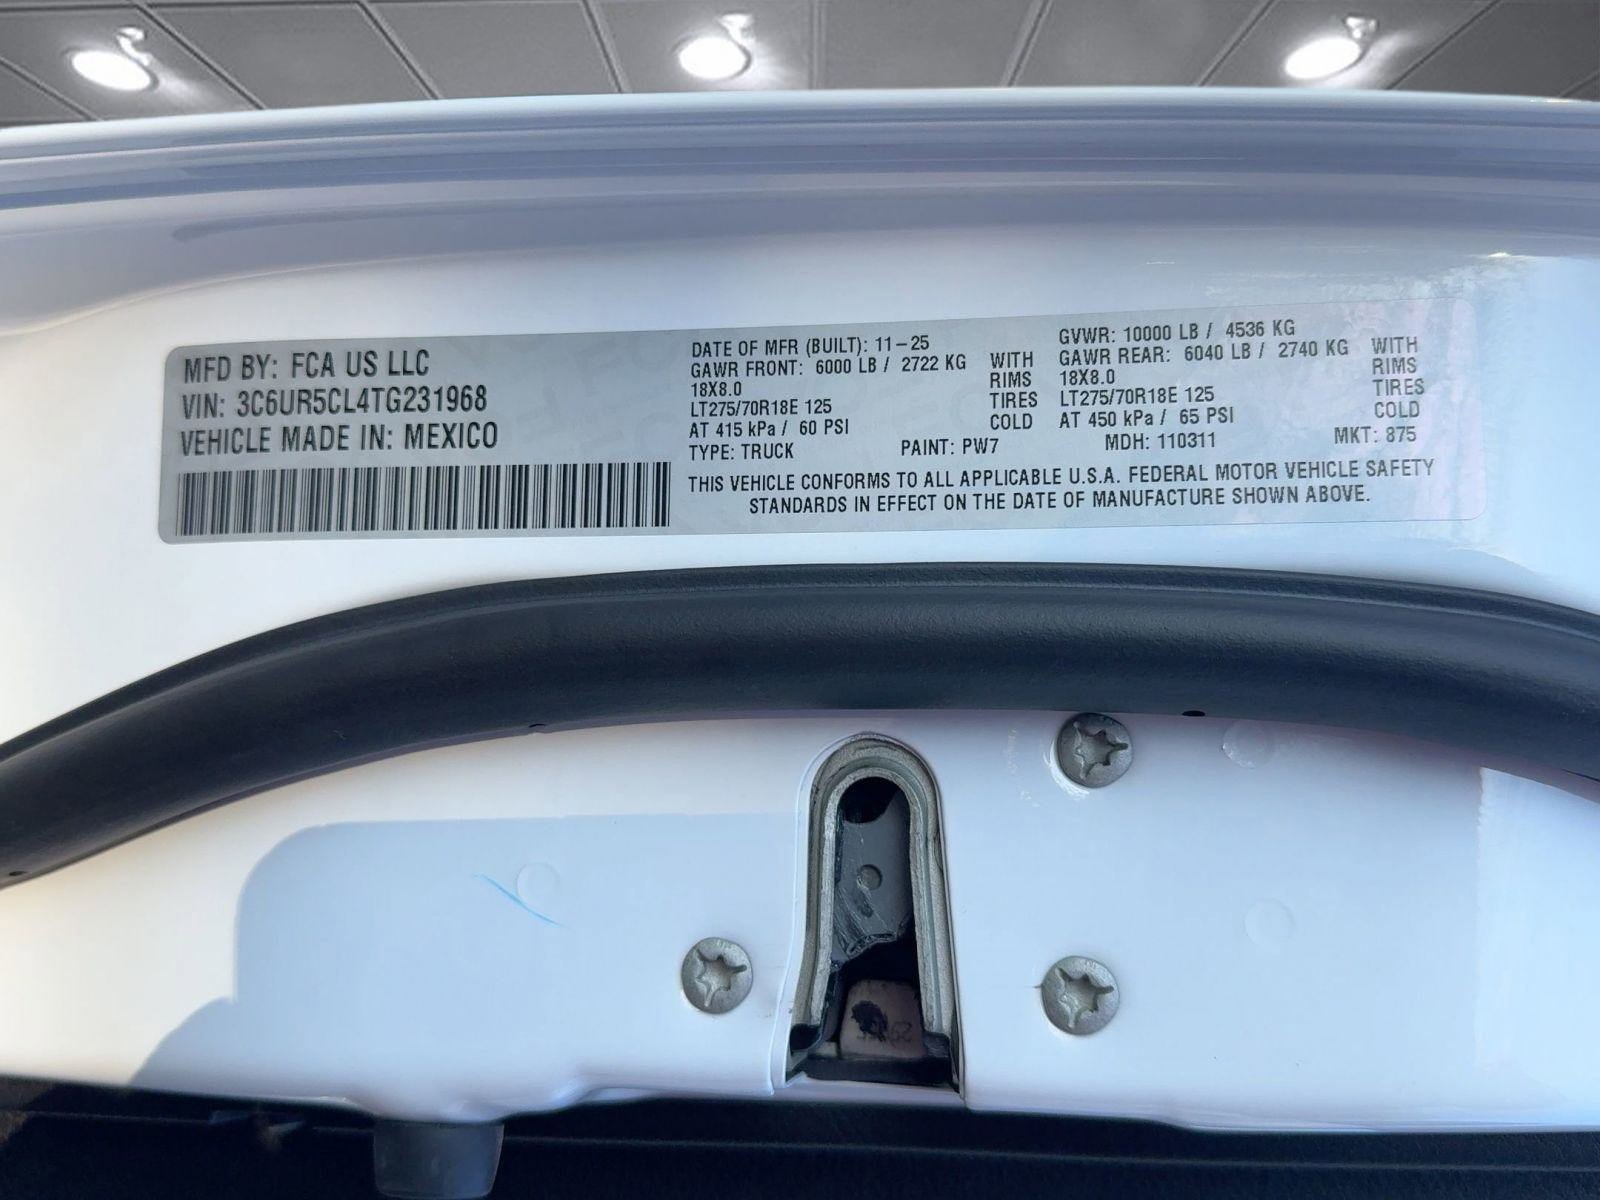 MFD BY: FCA US LLC
VIN: 3C6UR5CL4TG231968
VEHICLE MADE IN: MEXICO
DATE OF MFR (BUILT): 11-25
GAWR FRONT: 6000 LB / 2722 KG WITH
18X8.0 RIMS
LT275/70R18E 125 TIRES
AT 415 kPa / 60 PSI COLD
GVWR: 10000 LB / 4536 KG
GAWR REAR: 6040 LB / 2740 KG WITH
18X8.0 RIMS
LT275/70R18E 125 TIRES
AT 450 kPa / 65 PSI COLD
TYPE: TRUCK PAINT: PW7 MDH: 110311 MKT: 875
THIS VEHICLE CONFORMS TO ALL APPLICABLE U.S.A. FEDERAL MOTOR VEHICLE SAFETY
STANDARDS IN EFFECT ON THE DATE OF MANUFACTURE SHOWN ABOVE.